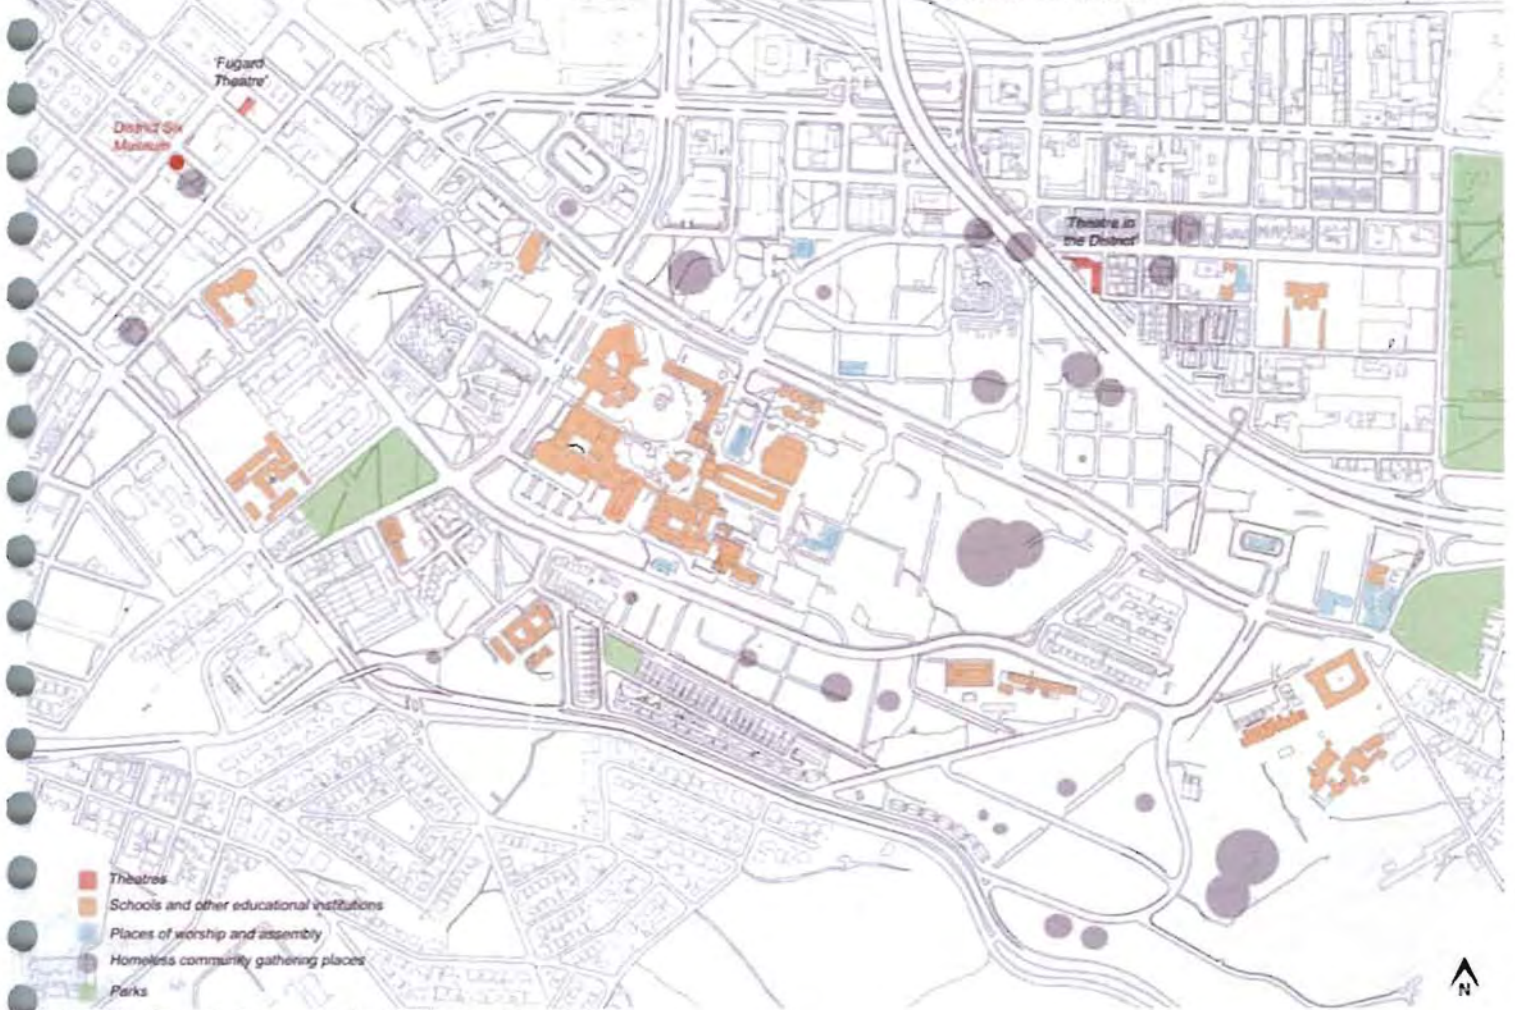 'Fugard
Theatre'
District Six
Museum
'Theatre in
the District'
Theatres
Schools and other educational institutions
Places of worship and assembly
Homeless community gathering places
Parks
N